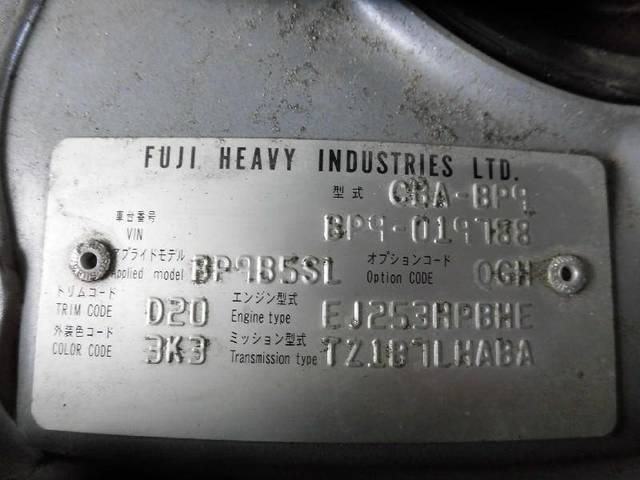 FUJI HEAVY INDUSTRIES LTD.
型式 CBA-BP9
車台番号 VIN BP9-019788
アプライドモデル Applied model BP9B5SL オプションコード Option CODE QGH
トリムコード TRIM CODE D20 エンジン型式 Engine type EJ253HPBHE
外装色コード COLOR CODE 3K3 ミッション型式 Transmission type TZ1B7LHABA